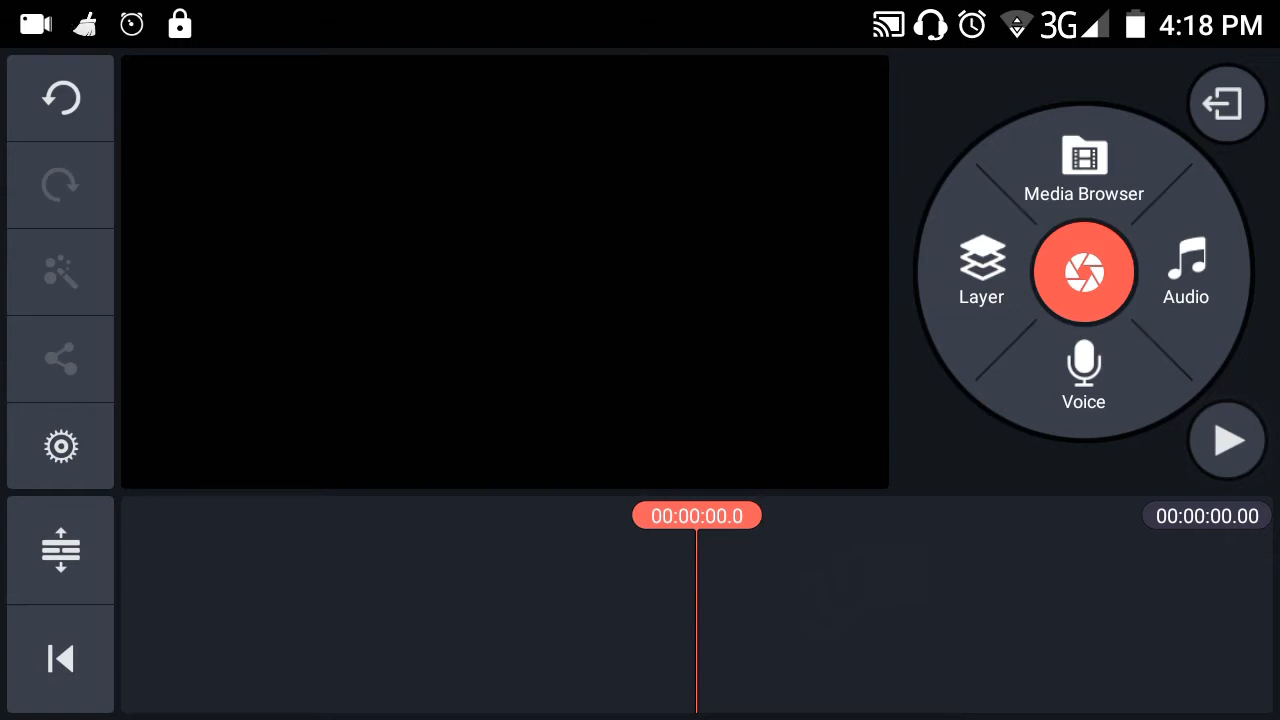 3G 4:18 PM
Media Browser
Layer
Audio
Voice
00:00:00.0
00:00:00.00